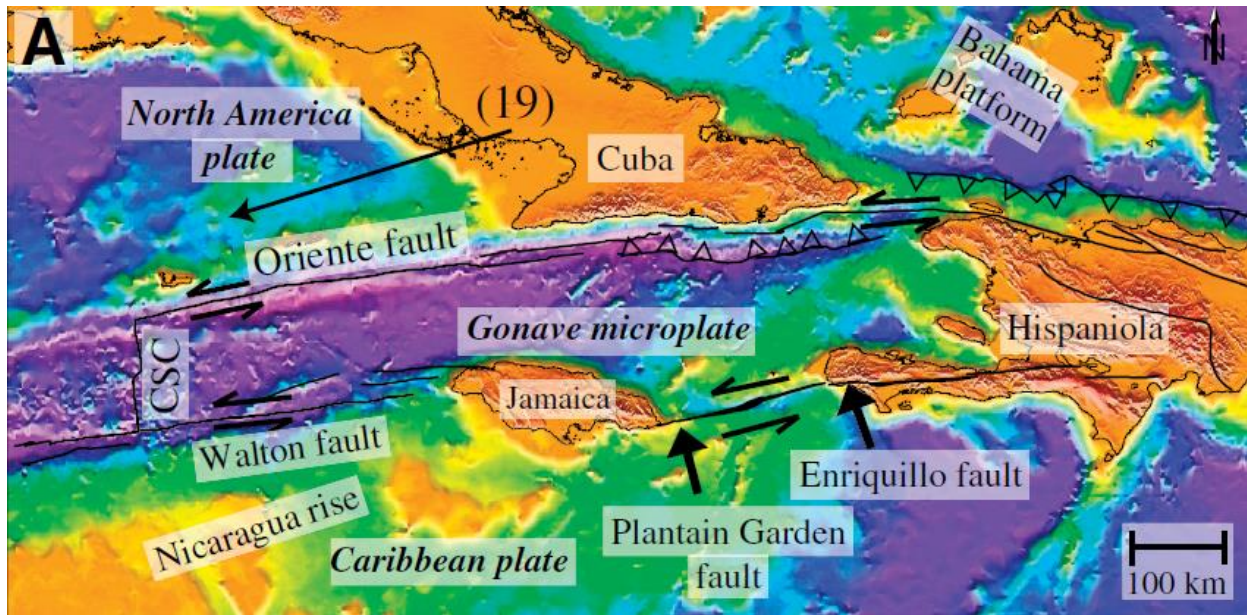 A
N
Bahama
platform
North America
plate
(19)
Cuba
Oriente fault
Gonave microplate
Hispaniola
CSC
Jamaica
Walton fault
Enriquillo fault
Nicaragua rise
Plantain Garden
fault
Caribbean plate
100 km